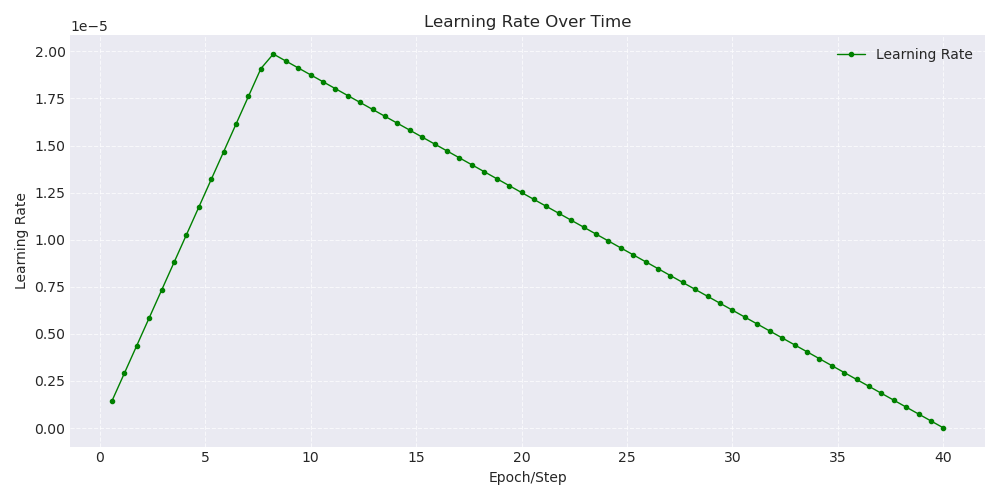 Learning Rate Over Time
1e−5
Learning Rate
2.00
1.75
1.50
1.25
1.00
0.75
0.50
0.25
0.00
Learning Rate
0 5 10 15 20 25 30 35 40
Epoch/Step